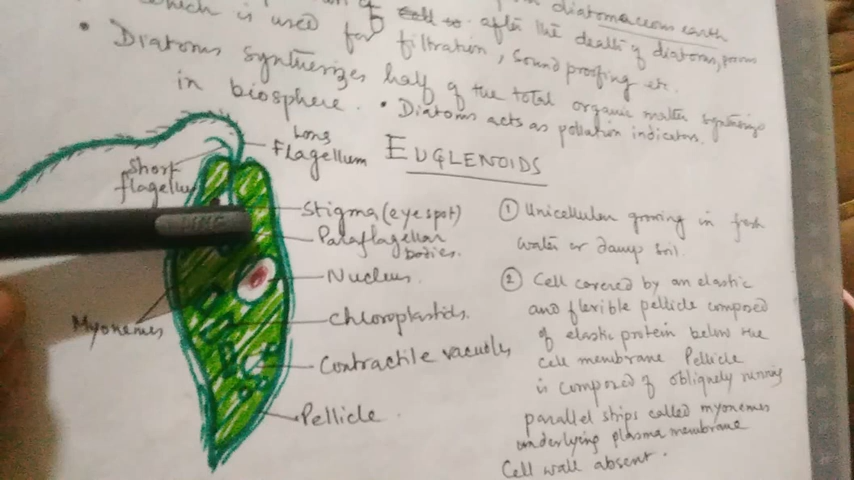 diatomaceous earth
which is used for after the death of diatoms, forms
filtration, Sound proofing etc.
• Diatoms synthesizes half of the total organic matter
in biosphere. • Diatoms acts as pollution indicators.
Long
Flagellum
Short
flagellum
EUGLENOIDS
Stigma (eye spot)
Paraflagellar
bodies.
Nucleus.
Chloroplastids.
Myonemes
Contractile vacuoles
Pellicle.
① Unicellular growing in fresh
water or damp soil.
② Cell covered by an elastic
and flexible pellicle composed
of elastic protein below the
cell membrane Pellicle
is composed of obliquely running
parallel strips called myonemes
underlying plasma membrane
Cell wall absent.